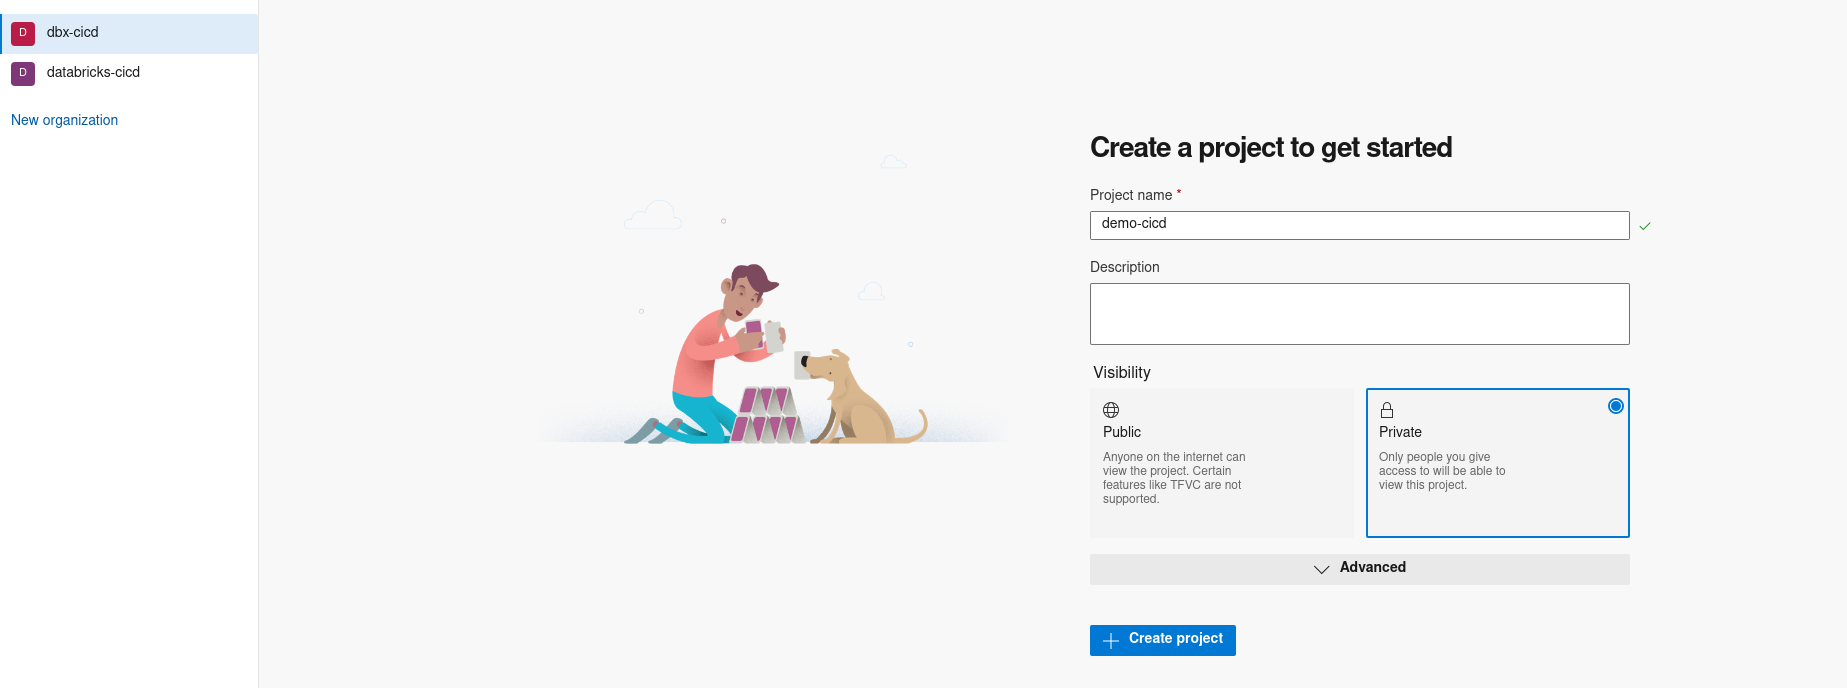 D dbx-cicd
D databricks-cicd
New organization
Create a project to get started
Project name *
demo-cicd
Description
Visibility
Public
Anyone on the internet can
view the project. Certain
features like TFVC are not
supported.
Private
Only people you give
access to will be able to
view this project.
Advanced
Create project